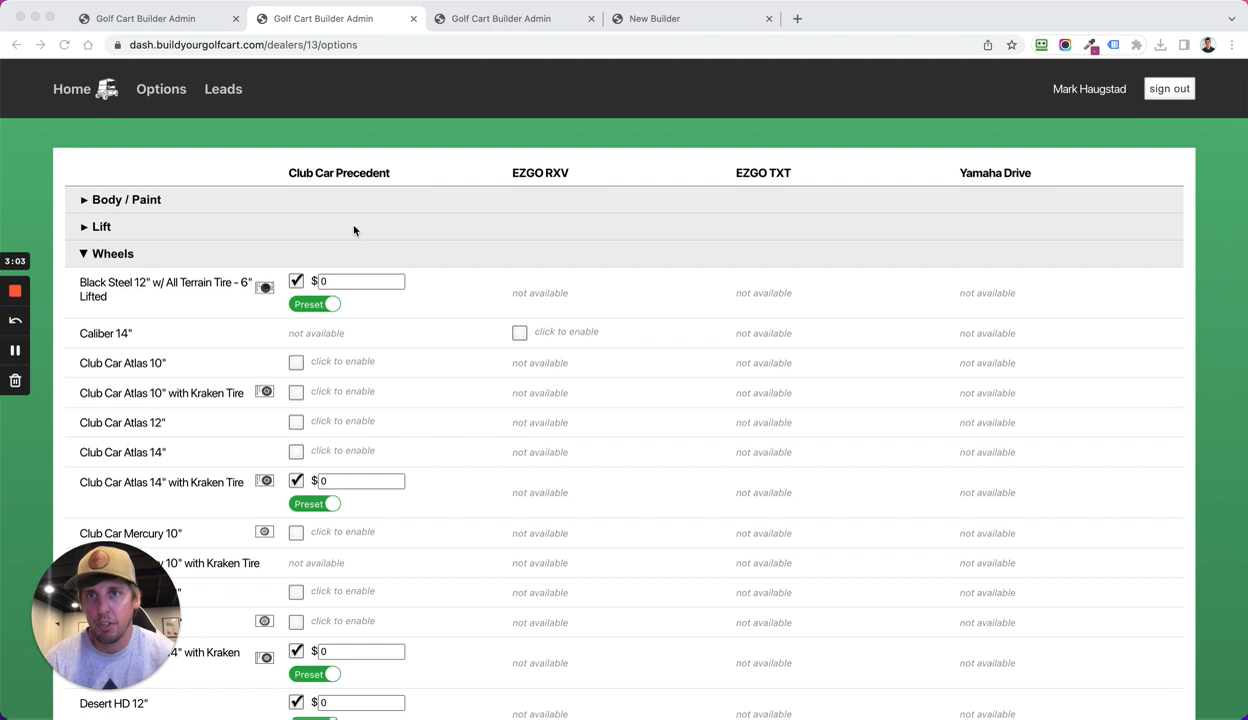 Golf Cart Builder Admin
Golf Cart Builder Admin
Golf Cart Builder Admin
New Builder
dash.buildyourgolfcart.com/dealers/13/options
Home
Options
Leads
Mark Haugstad
sign out
Club Car Precedent
EZGO RXV
EZGO TXT
Yamaha Drive
Body / Paint
Lift
3:03
Wheels
Black Steel 12" w/ All Terrain Tire - 6"
Lifted
$ 0
Preset
not available
not available
not available
Caliber 14"
not available
click to enable
not available
not available
Club Car Atlas 10"
click to enable
not available
not available
not available
Club Car Atlas 10" with Kraken Tire
click to enable
not available
not available
not available
Club Car Atlas 12"
click to enable
not available
not available
not available
Club Car Atlas 14"
click to enable
not available
not available
not available
Club Car Atlas 14" with Kraken Tire
$ 0
Preset
not available
not available
not available
Club Car Mercury 10"
click to enable
not available
not available
not available
10" with Kraken Tire
not available
not available
not available
not available
click to enable
not available
not available
not available
click to enable
not available
not available
not available
with Kraken
$ 0
Preset
not available
not available
not available
Desert HD 12"
$ 0
not available
not available
not available